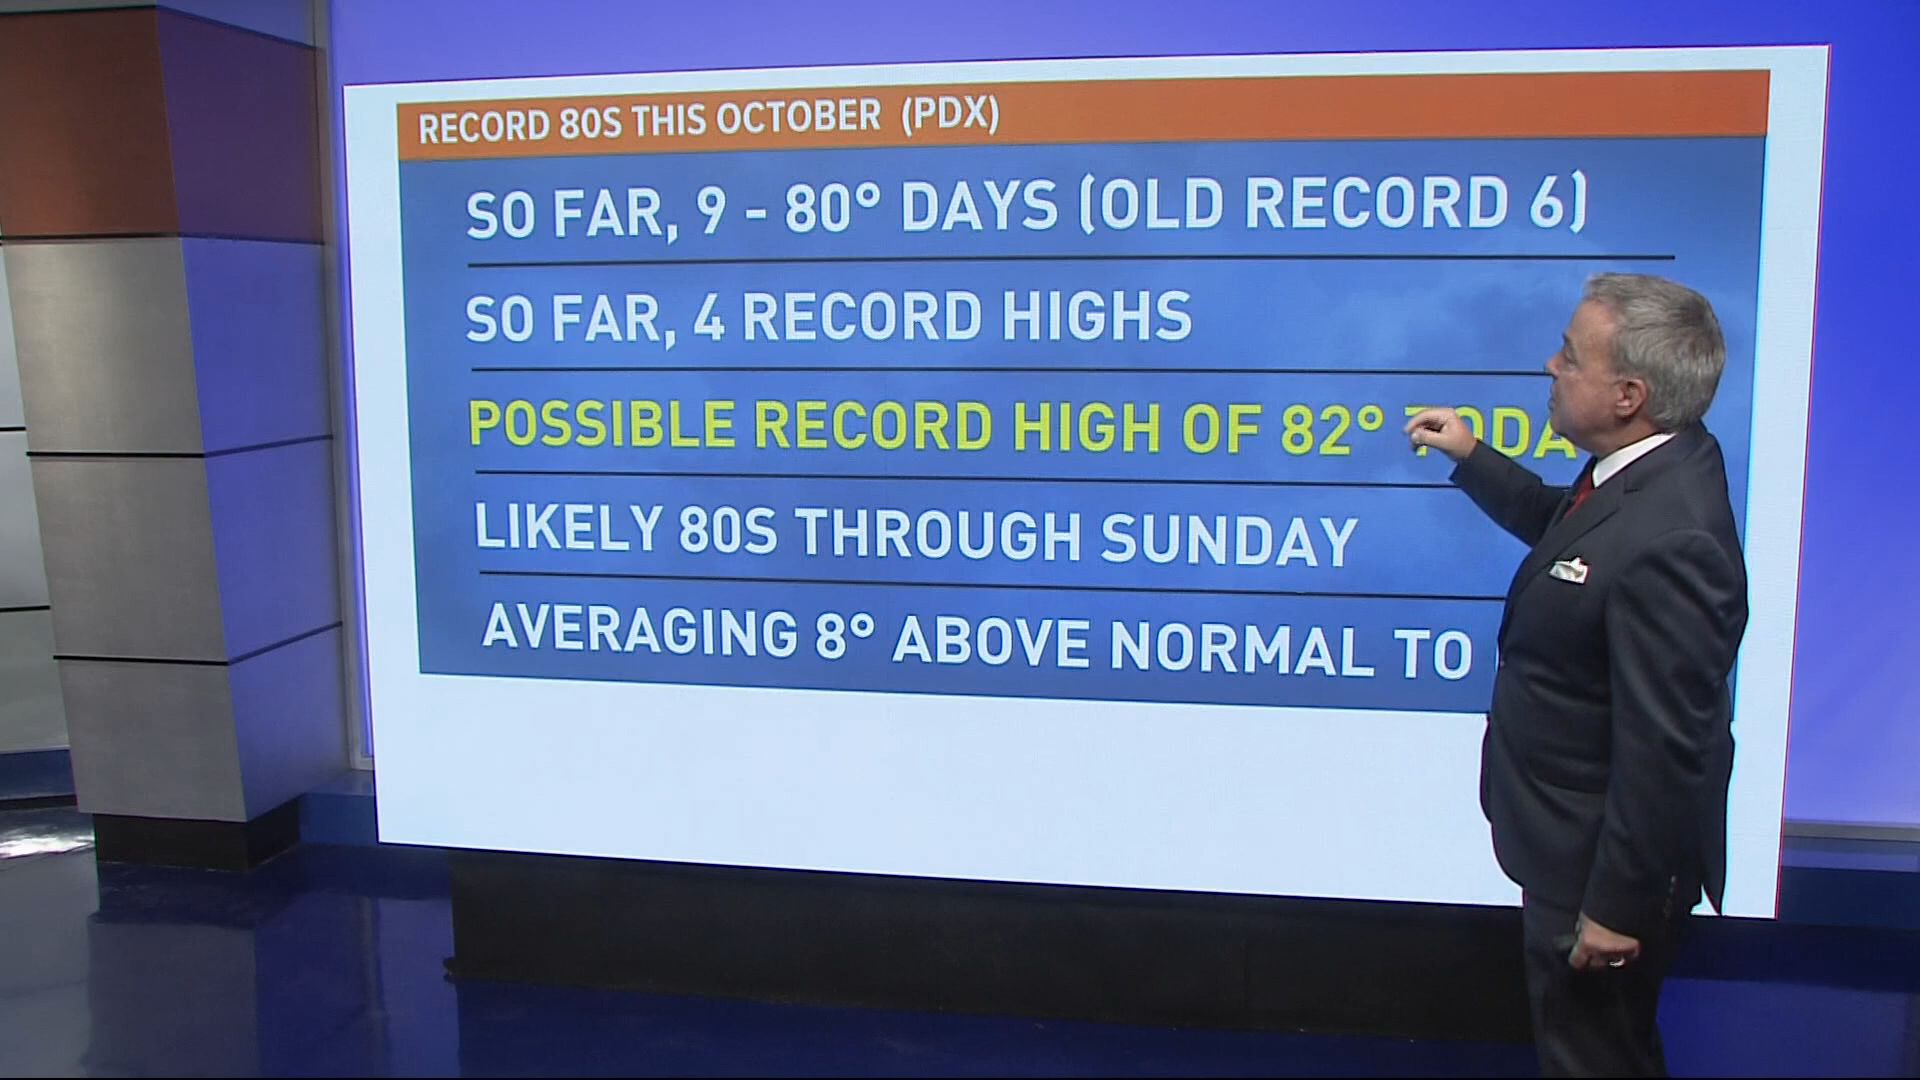 RECORD 80S THIS OCTOBER (PDX)
SO FAR, 9 - 80° DAYS (OLD RECORD 6)
SO FAR, 4 RECORD HIGHS
POSSIBLE RECORD HIGH OF 82° TODA
LIKELY 80S THROUGH SUNDAY
AVERAGING 8° ABOVE NORMAL TO